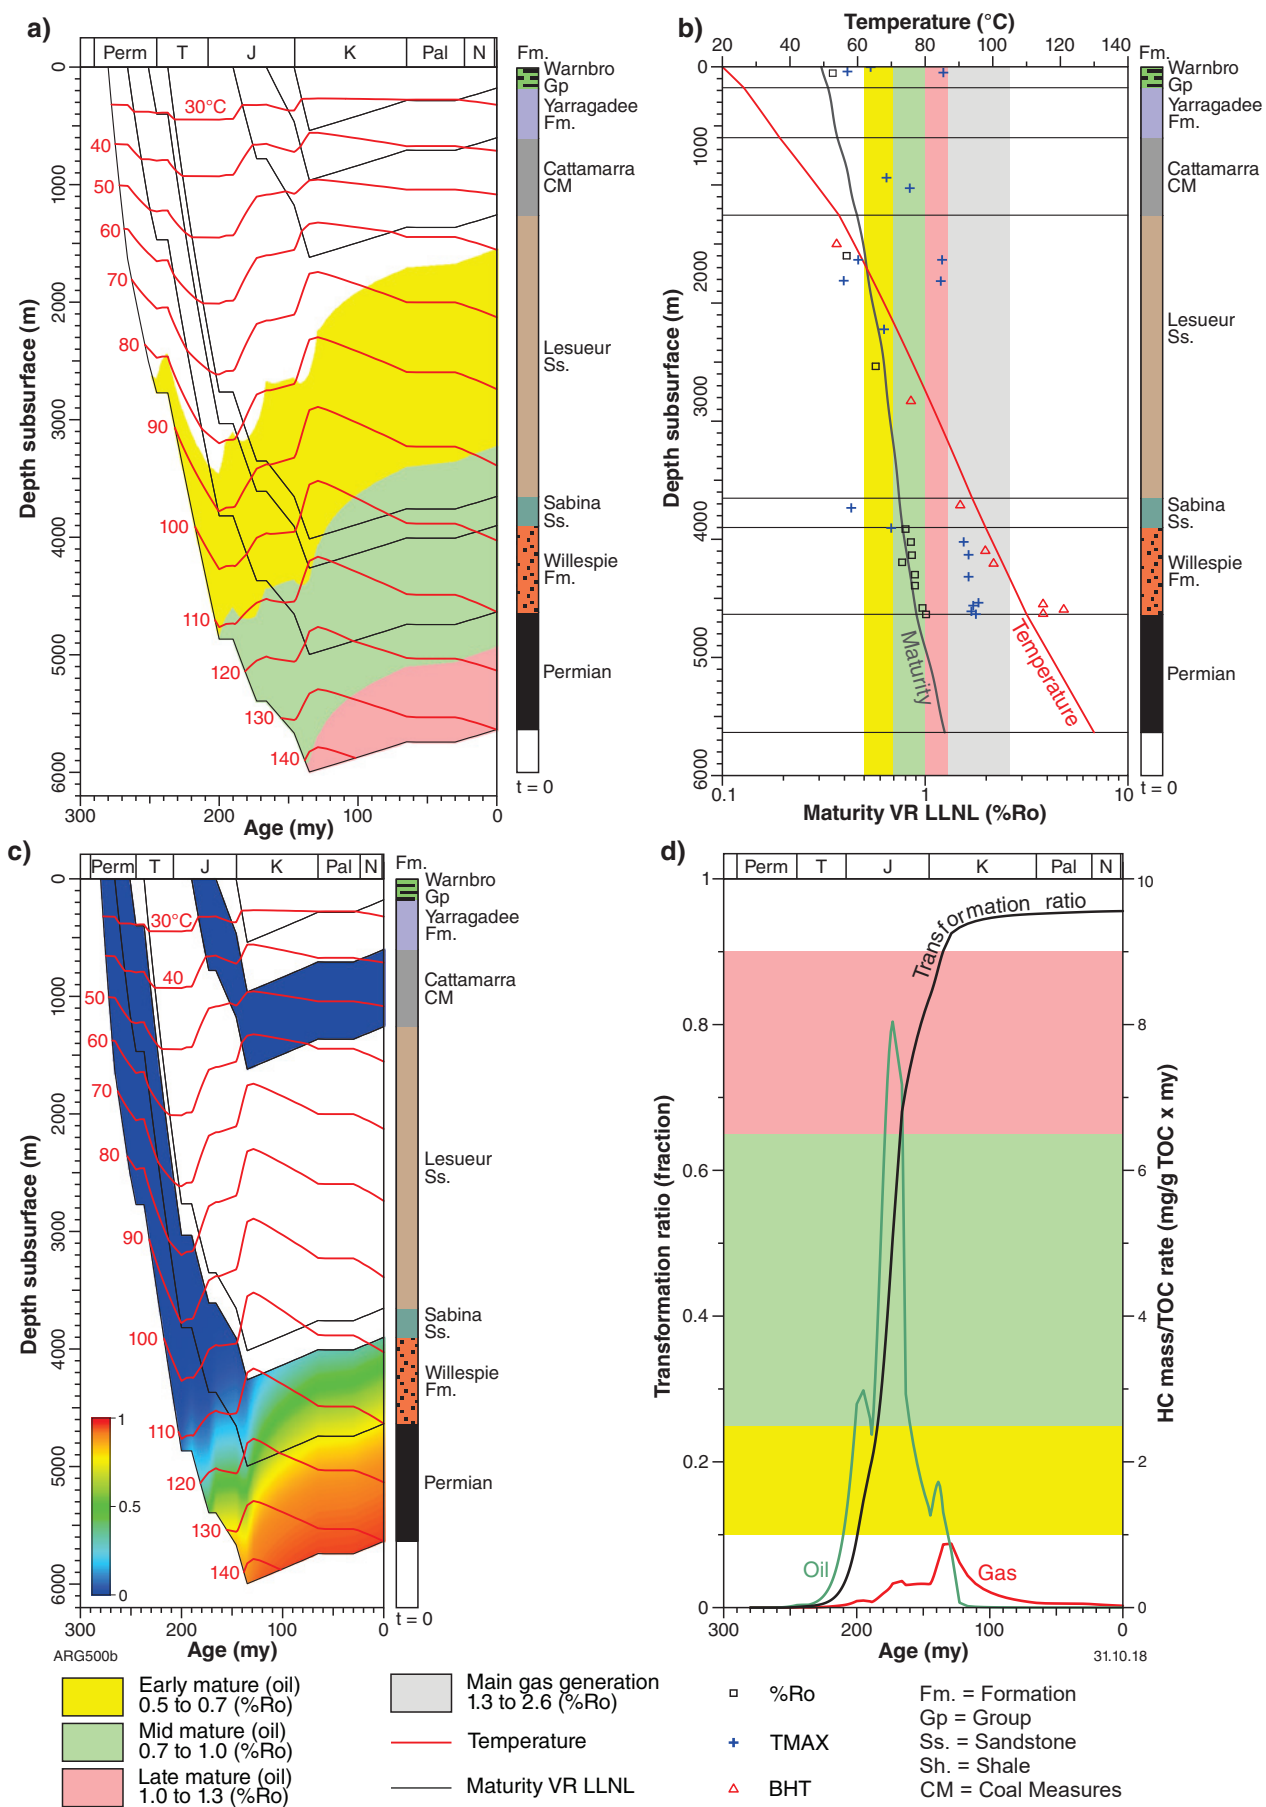 a)
Perm T J K Pal N
Fm.
0
1000
2000
3000
4000
5000
6000
Depth subsurface (m)
30°C
40
50
60
70
80
90
100
110
120
130
140
300 200 100 0
Age (my)
Warnbro
Gp
Yarragadee
Fm.
Cattamarra
CM
Lesueur
Ss.
Sabina
Ss.
Willespie
Fm.
Permian
t = 0
b)
Temperature (°C)
20 40 60 80 100 120 140
Fm.
0
1000
2000
3000
4000
5000
6000
Depth subsurface (m)
Maturity
Temperature
0.1 1 10
Maturity VR LLNL (%Ro)
Warnbro
Gp
Yarragadee
Fm.
Cattamarra
CM
Lesueur
Ss.
Sabina
Ss.
Willespie
Fm.
Permian
t = 0
c)
Perm T J K Pal N
Fm.
0
1000
2000
3000
4000
5000
6000
Depth subsurface (m)
30°C
40
50
60
70
80
90
100
110
120
130
140
1
0.5
0
300 200 100 0
Age (my)
Warnbro
Gp
Yarragadee
Fm.
Cattamarra
CM
Lesueur
Ss.
Sabina
Ss.
Willespie
Fm.
Permian
t = 0
d)
Perm T J K Pal N
1
0.8
0.6
0.4
0.2
0
Transformation ratio (fraction)
Transformation ratio
Oil
Gas
10
8
6
4
2
0
HC mass/TOC rate (mg/g TOC x my)
300 200 100 0
Age (my)
ARG500b
31.10.18
Early mature (oil)
0.5 to 0.7 (%Ro)
Mid mature (oil)
0.7 to 1.0 (%Ro)
Late mature (oil)
1.0 to 1.3 (%Ro)
Main gas generation
1.3 to 2.6 (%Ro)
Temperature
Maturity VR LLNL
%Ro
TMAX
BHT
Fm. = Formation
Gp = Group
Ss. = Sandstone
Sh. = Shale
CM = Coal Measures